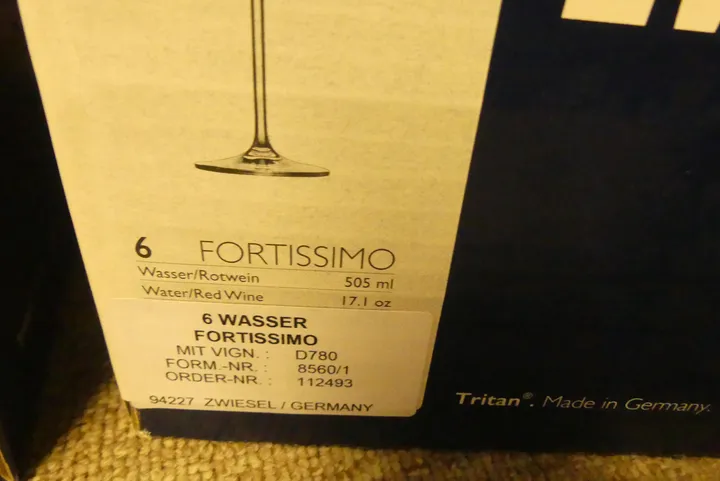 6 FORTISSIMO
Wasser/Rotwein 505 ml
Water/Red Wine 17.1 oz
6 WASSER
FORTISSIMO
MIT VIGN. : D780
FORM.-NR. : 8560/1
ORDER-NR. : 112493
94227 ZWIESEL / GERMANY
Tritan®. Made in Germany.